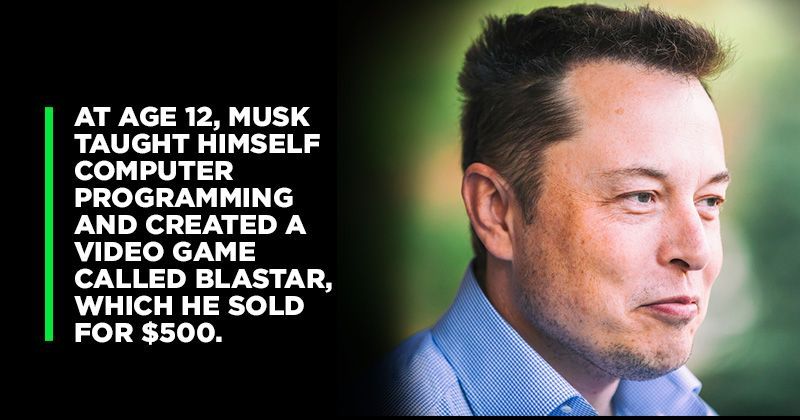 AT AGE 12, MUSK
TAUGHT HIMSELF
COMPUTER
PROGRAMMING
AND CREATED A
VIDEO GAME
CALLED BLASTAR,
WHICH HE SOLD
FOR $500.